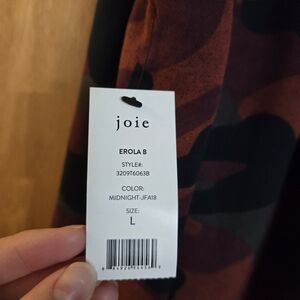 joie
EROLA B
STYLE#:
3209T6063B
COLOR:
MIDNIGHT-JFA18
SIZE:
L